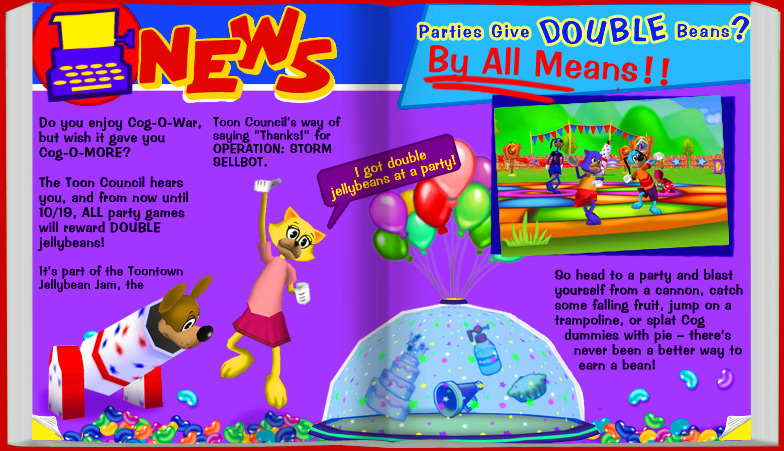 NEWS
Do you enjoy Cog-O-War,
but wish it gave you
Cog-O-MORE?
The Toon Council hears
you, and from now until
10/19, ALL party games
will reward DOUBLE
jellybeans!
It's part of the Toontown
Jellybean Jam, the
Toon Council's way of
saying "Thanks!" for
OPERATION: STORM
SELLBOT.
I got double
jellybeans at a party!
Parties Give DOUBLE Beans?
By All Means!!
So head to a party and blast
yourself from a cannon, catch
some falling fruit, jump on a
trampoline, or splat Cog
dummies with pie – there's
never been a better way to
earn a bean!